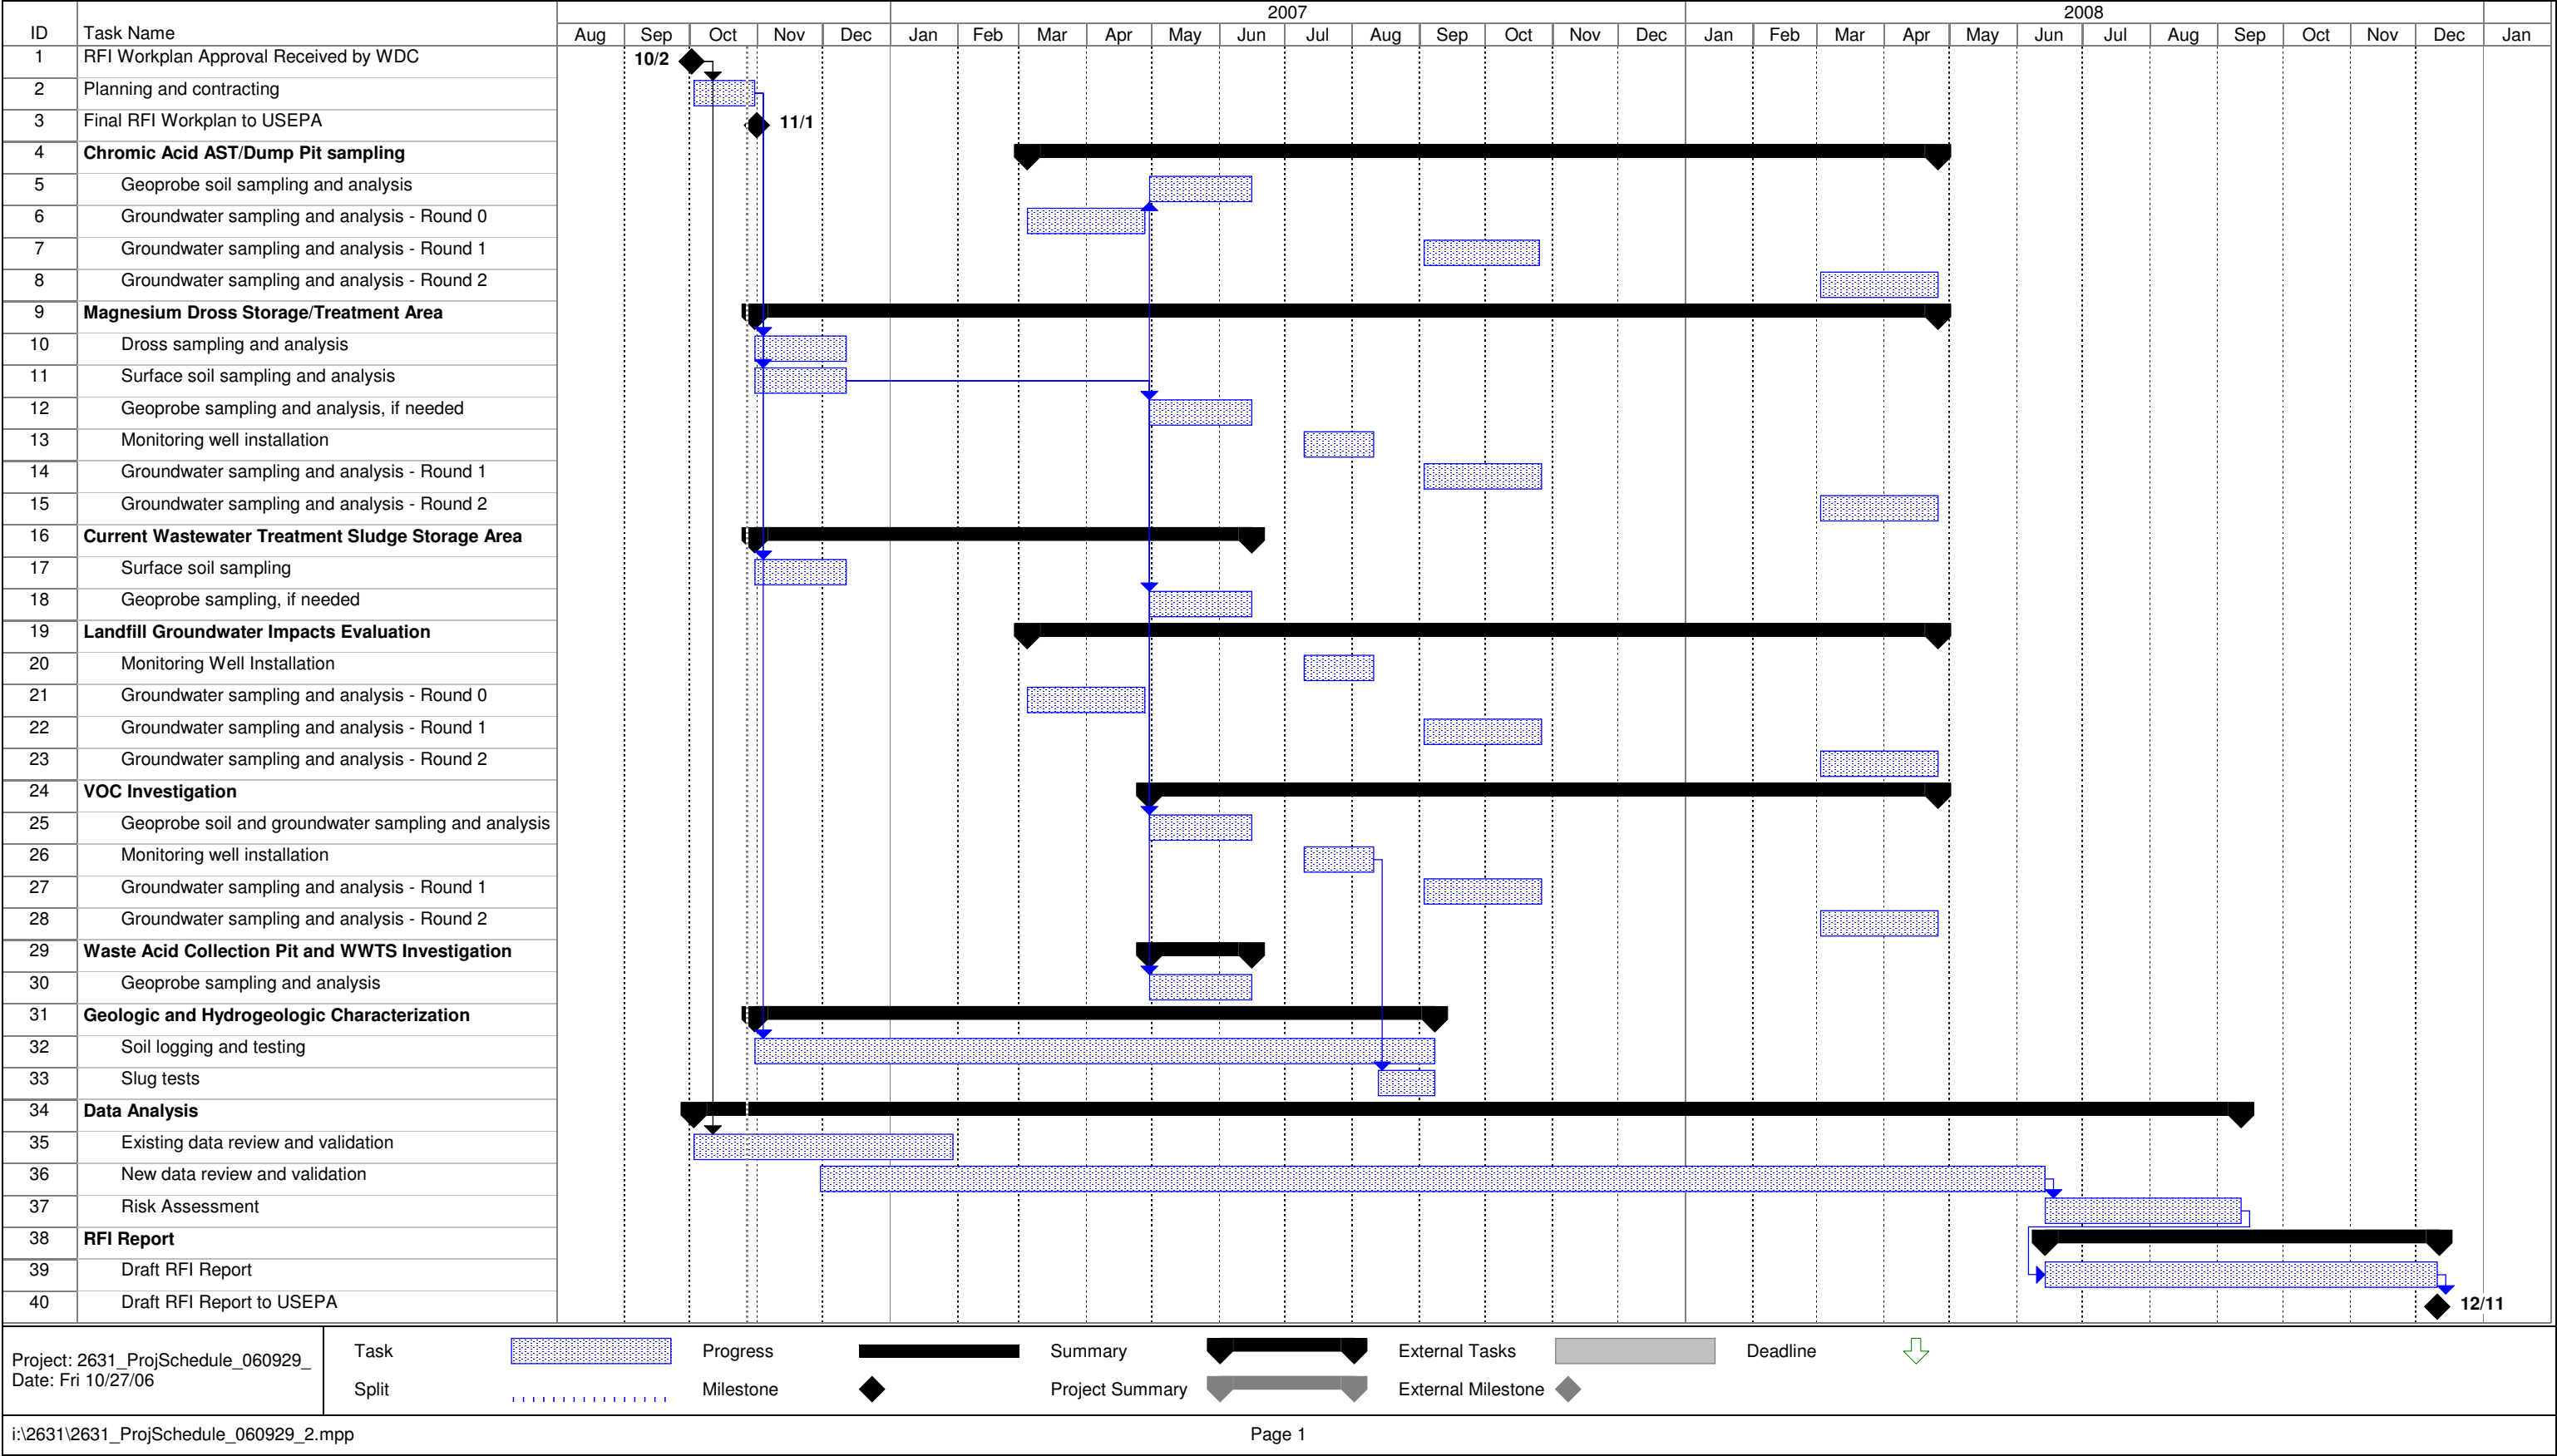 2007 2008
ID Task Name Aug Sep Oct Nov Dec Jan Feb Mar Apr May Jun Jul Aug Sep Oct Nov Dec Jan Feb Mar Apr May Jun Jul Aug Sep Oct Nov Dec Jan
1 RFI Workplan Approval Received by WDC 10/2
2 Planning and contracting
3 Final RFI Workplan to USEPA 11/1
4 Chromic Acid AST/Dump Pit sampling
5 Geoprobe soil sampling and analysis
6 Groundwater sampling and analysis - Round 0
7 Groundwater sampling and analysis - Round 1
8 Groundwater sampling and analysis - Round 2
9 Magnesium Dross Storage/Treatment Area
10 Dross sampling and analysis
11 Surface soil sampling and analysis
12 Geoprobe sampling and analysis, if needed
13 Monitoring well installation
14 Groundwater sampling and analysis - Round 1
15 Groundwater sampling and analysis - Round 2
16 Current Wastewater Treatment Sludge Storage Area
17 Surface soil sampling
18 Geoprobe sampling, if needed
19 Landfill Groundwater Impacts Evaluation
20 Monitoring Well Installation
21 Groundwater sampling and analysis - Round 0
22 Groundwater sampling and analysis - Round 1
23 Groundwater sampling and analysis - Round 2
24 VOC Investigation
25 Geoprobe soil and groundwater sampling and analysis
26 Monitoring well installation
27 Groundwater sampling and analysis - Round 1
28 Groundwater sampling and analysis - Round 2
29 Waste Acid Collection Pit and WWTS Investigation
30 Geoprobe sampling and analysis
31 Geologic and Hydrogeologic Characterization
32 Soil logging and testing
33 Slug tests
34 Data Analysis
35 Existing data review and validation
36 New data review and validation
37 Risk Assessment
38 RFI Report
39 Draft RFI Report
40 Draft RFI Report to USEPA 12/11
Project: 2631_ProjSchedule_060929_
Date: Fri 10/27/06
Task Progress Summary External Tasks Deadline
Split Milestone Project Summary External Milestone
i:\2631\2631_ProjSchedule_060929_2.mpp Page 1